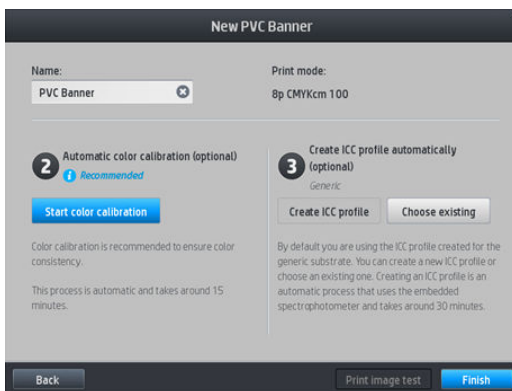 New PVC Banner
Name:
PVC Banner
Print mode:
8p CMYKcm 100
2
Automatic color calibration (optional)
i Recommended
Start color calibration
Color calibration is recommended to ensure color
consistency.
This process is automatic and takes around 15
minutes.
3
Create ICC profile automatically
(optional)
Generic
Create ICC profile
Choose existing
By default you are using the ICC profile created for the
generic substrate. You can create a new ICC profile or
choose an existing one. Creating an ICC profile is an
automatic process that uses the embedded
spectrophotometer and takes around 30 minutes.
Back
Print image test
Finish